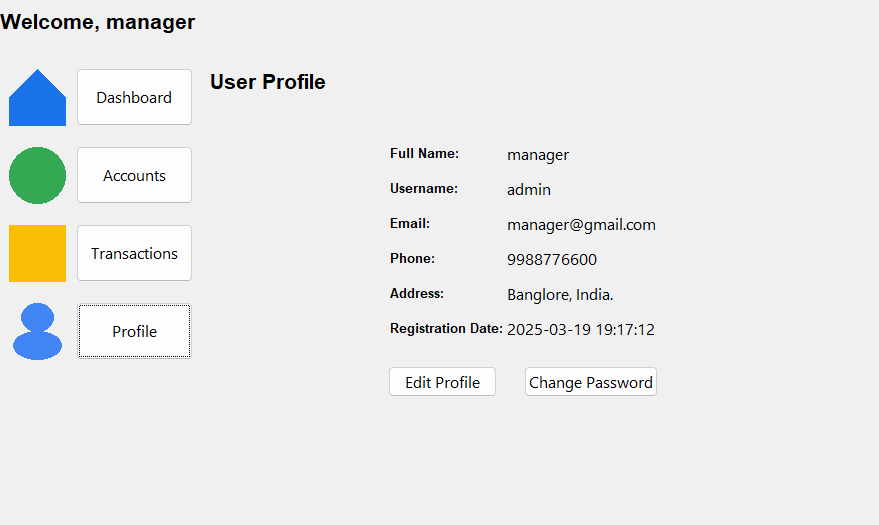 Welcome, manager
Dashboard
Accounts
Transactions
Profile
User Profile
Full Name: manager
Username: admin
Email: manager@gmail.com
Phone: 9988776600
Address: Banglore, India.
Registration Date: 2025-03-19 19:17:12
Edit Profile Change Password